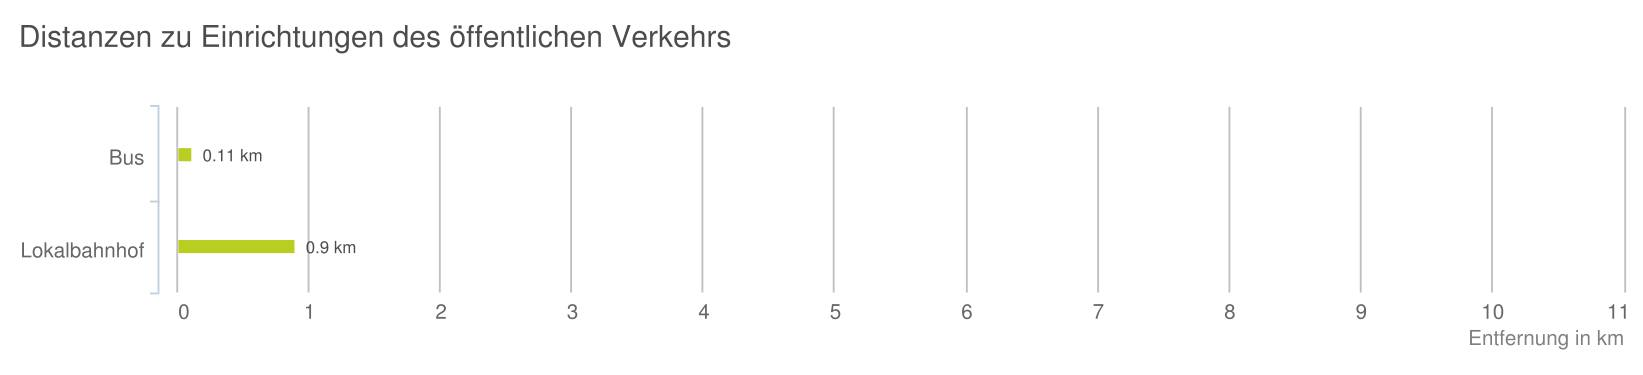 Distanzen zu Einrichtungen des öffentlichen Verkehrs
Bus
0.11 km
Lokalbahnhof
0.9 km
0 1 2 3 4 5 6 7 8 9 10 11
Entfernung in km